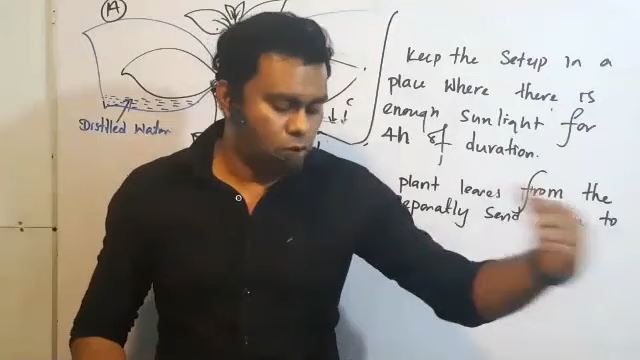 A
Distilled Water
C
Keep the Setup in a
place where there is
enough sunlight for
4h of duration.
plant leaves from the
send to